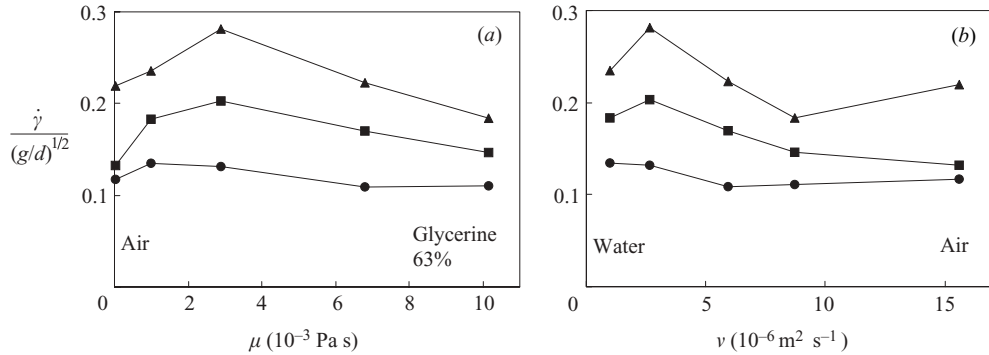 0.3
0.2
0.1
γ̇
(g/d)^1/2
(a)
Air
Glycerine
63%
0 2 4 6 8 10
μ (10⁻³ Pa s)
0.3
0.2
0.1
(b)
Water
Air
0 5 10 15
ν (10⁻⁶ m² s⁻¹)